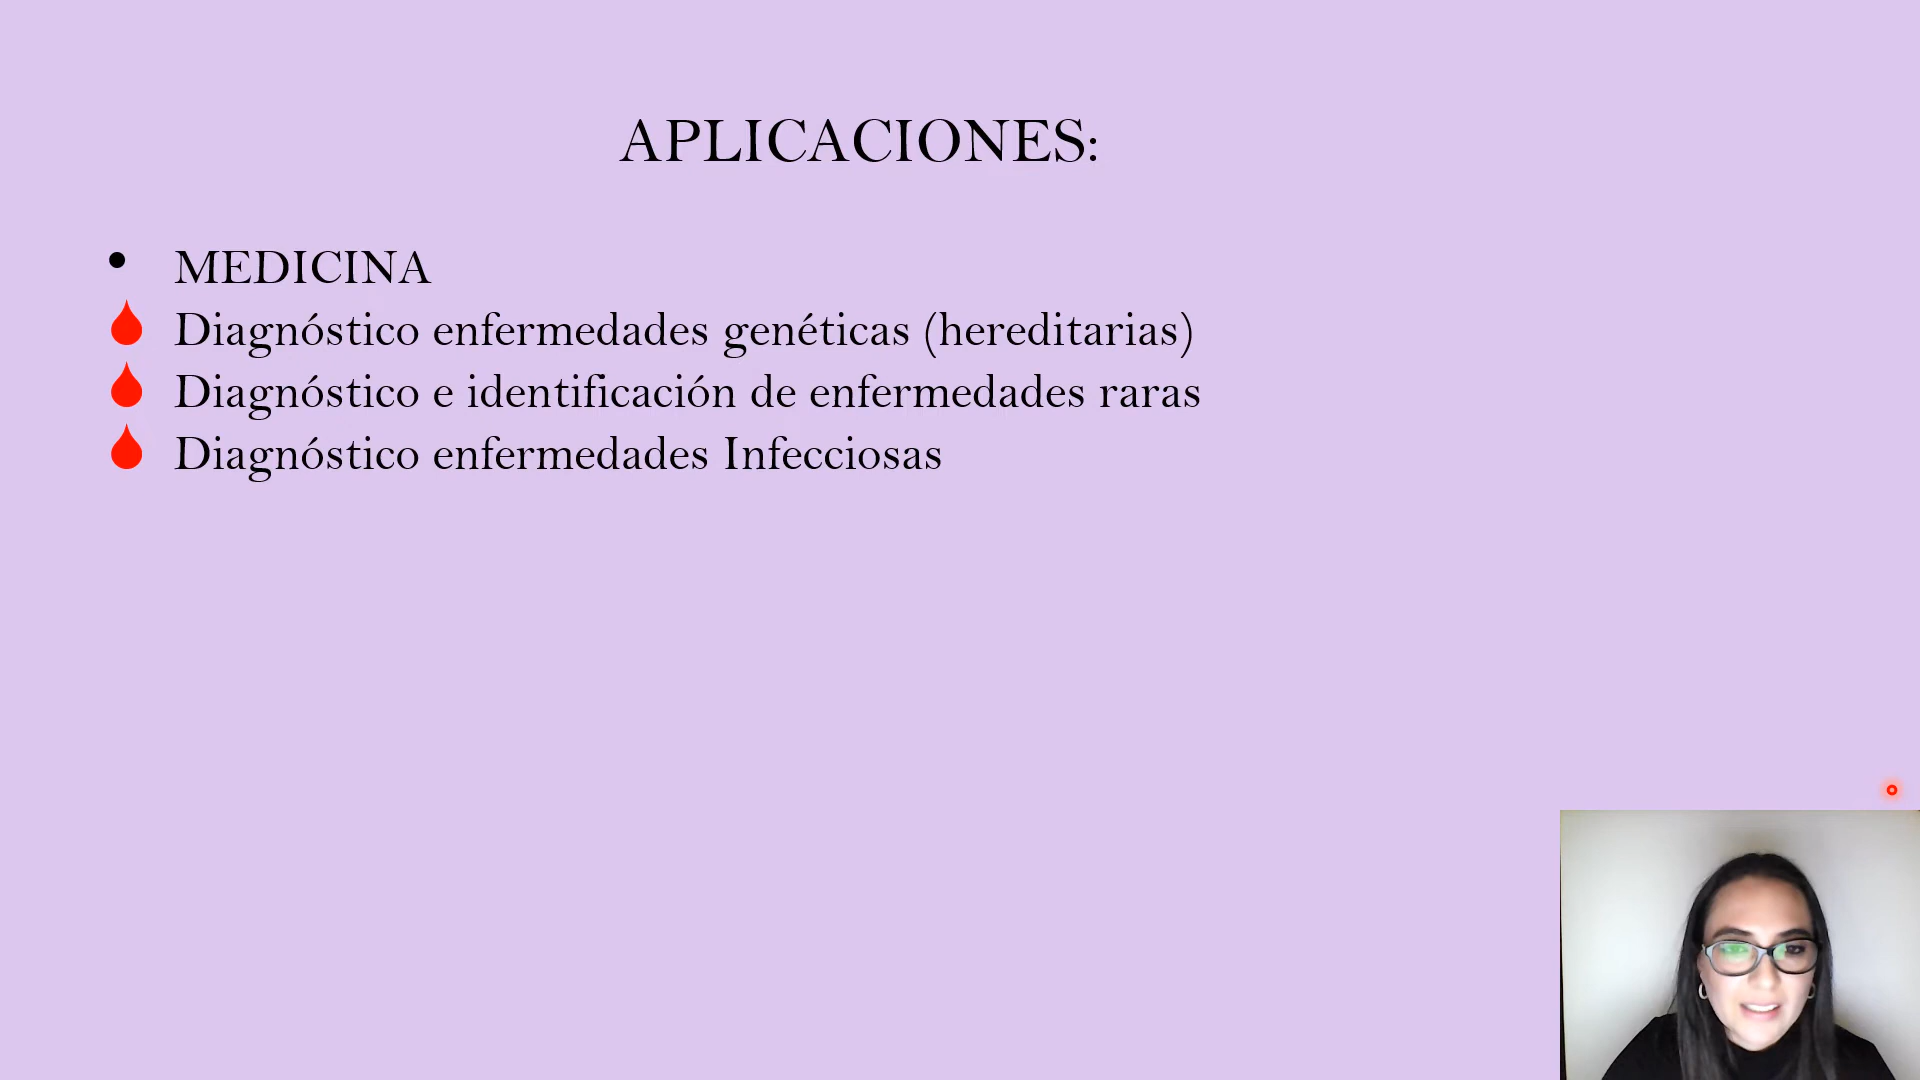 APLICACIONES:
• MEDICINA
Diagnóstico enfermedades genéticas (hereditarias)
Diagnóstico e identificación de enfermedades raras
Diagnóstico enfermedades Infecciosas